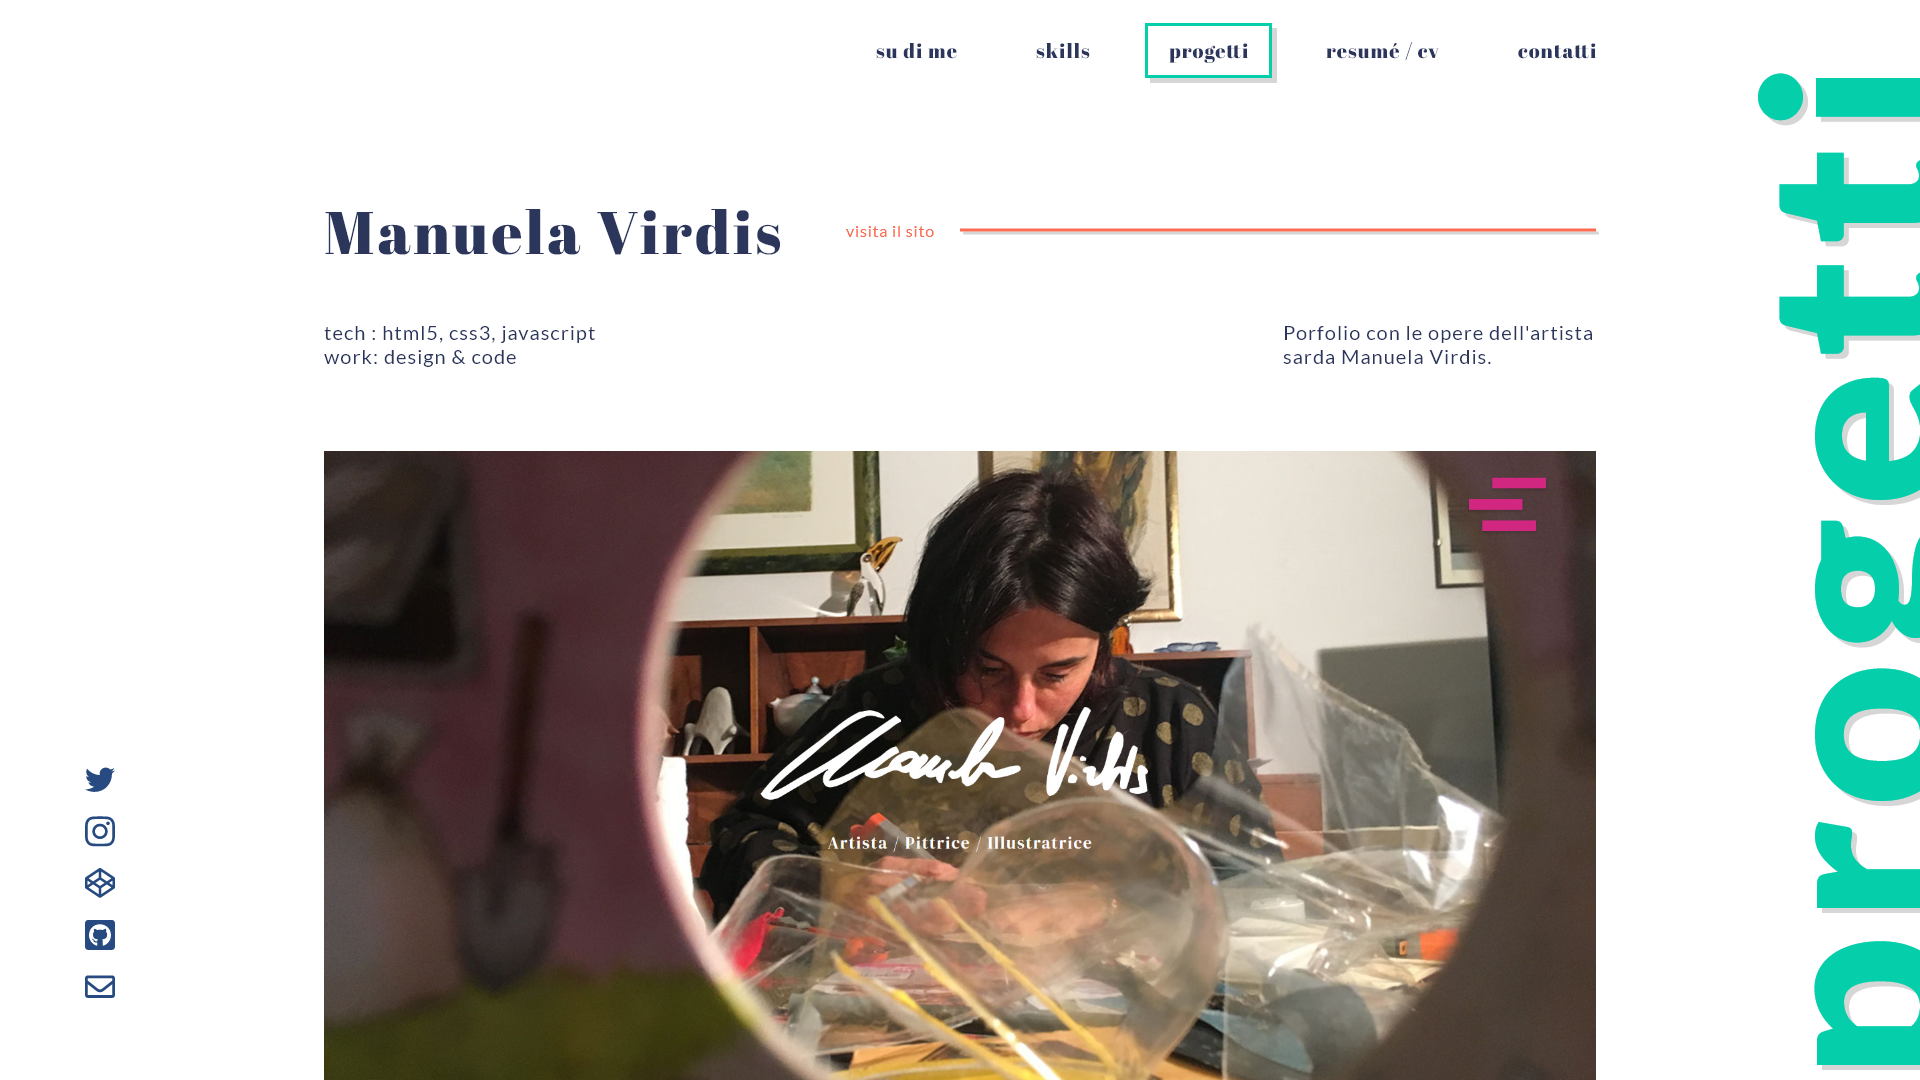 su di me
skills
progetti
resumé / cv
contatti
Manuela Virdis
visita il sito
tech : html5, css3, javascript
work: design & code
Porfolio con le opere dell'artista
sarda Manuela Virdis.
Manuela Virdis
Artista / Pittrice / Illustratrice
progetti